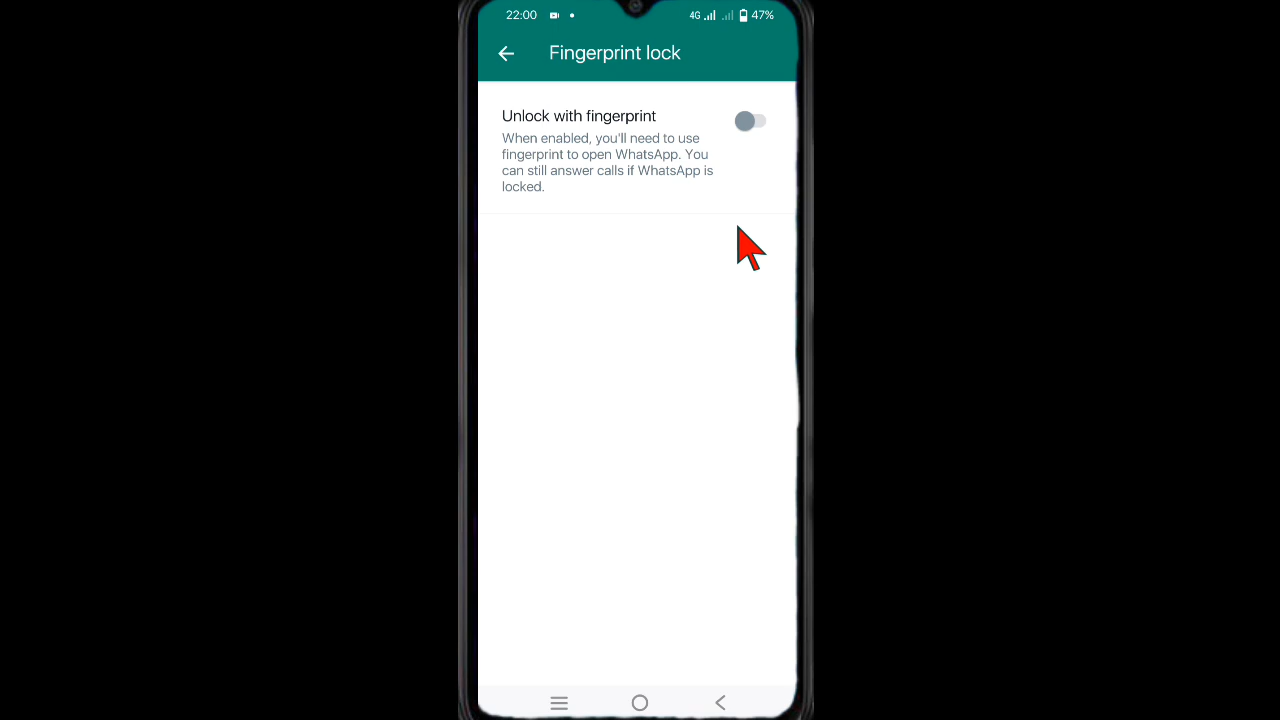 22:00 4G 47%
Fingerprint lock
Unlock with fingerprint
When enabled, you'll need to use
fingerprint to open WhatsApp. You
can still answer calls if WhatsApp is
locked.